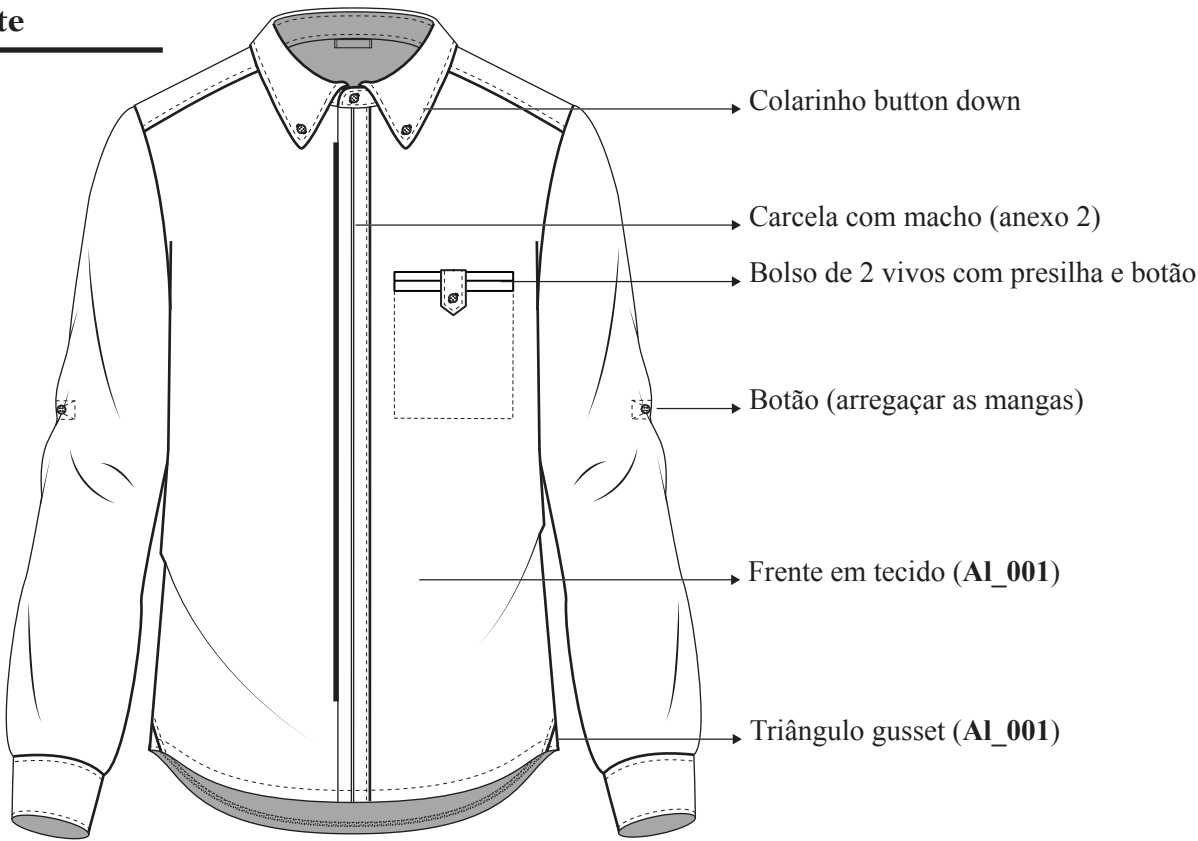 te
Colarinho button down
Carcela com macho (anexo 2)
Bolso de 2 vivos com presilha e botão
Botão (arregaçar as mangas)
Frente em tecido (Al_001)
Triângulo gusset (Al_001)